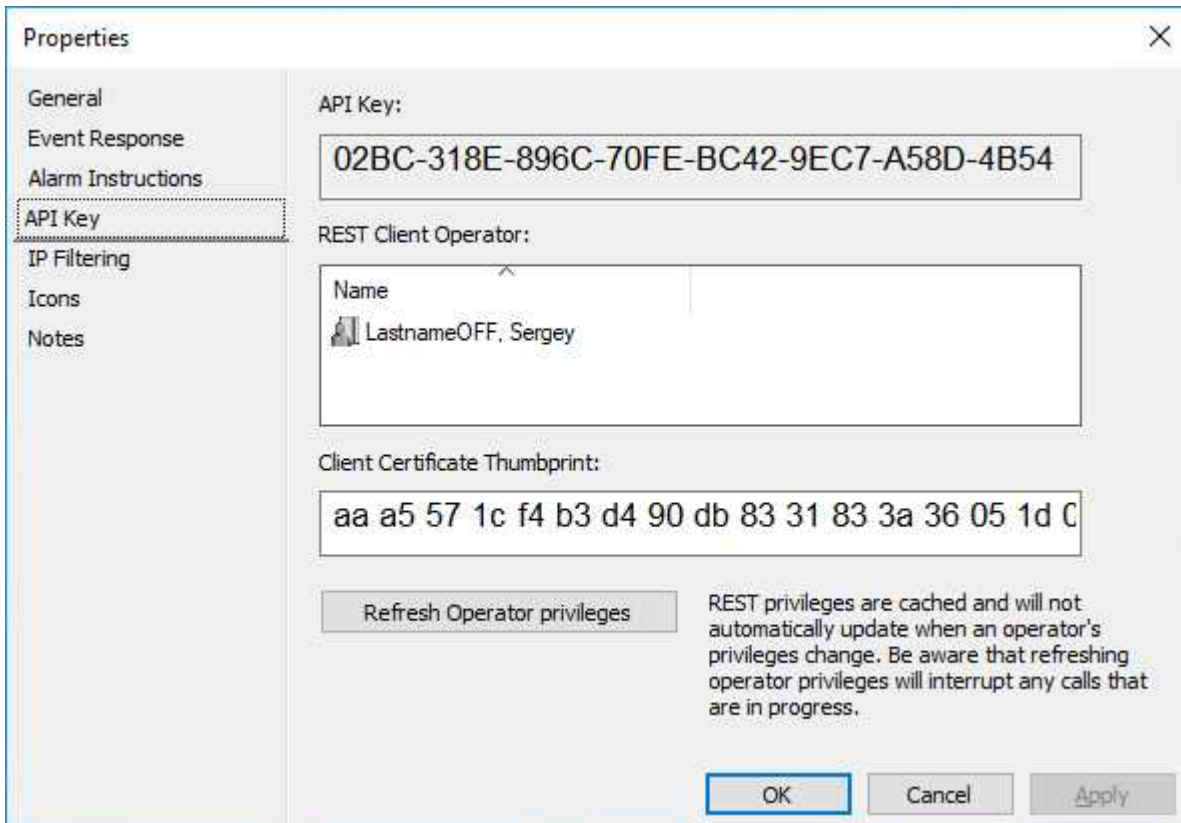 Properties
General
Event Response
Alarm Instructions
API Key
IP Filtering
Icons
Notes
API Key:
02BC-318E-896C-70FE-BC42-9EC7-A58D-4B54
REST Client Operator:
Name
LastnameOFF, Sergey
Client Certificate Thumbprint:
aa a5 57 1c f4 b3 d4 90 db 83 31 83 3a 36 05 1d
Refresh Operator privileges
REST privileges are cached and will not
automatically update when an operator's
privileges change. Be aware that refreshing
operator privileges will interrupt any calls that
are in progress.
OK
Cancel
Apply